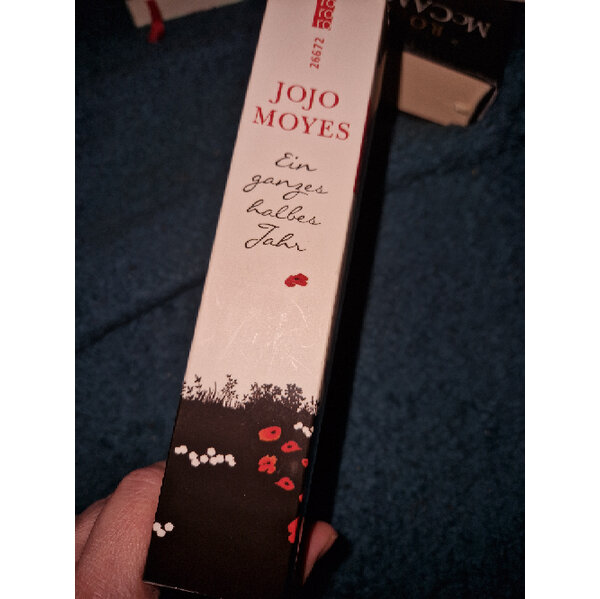 26672
JOJO
MOYES
Ein
ganzes
halbes
Jahr